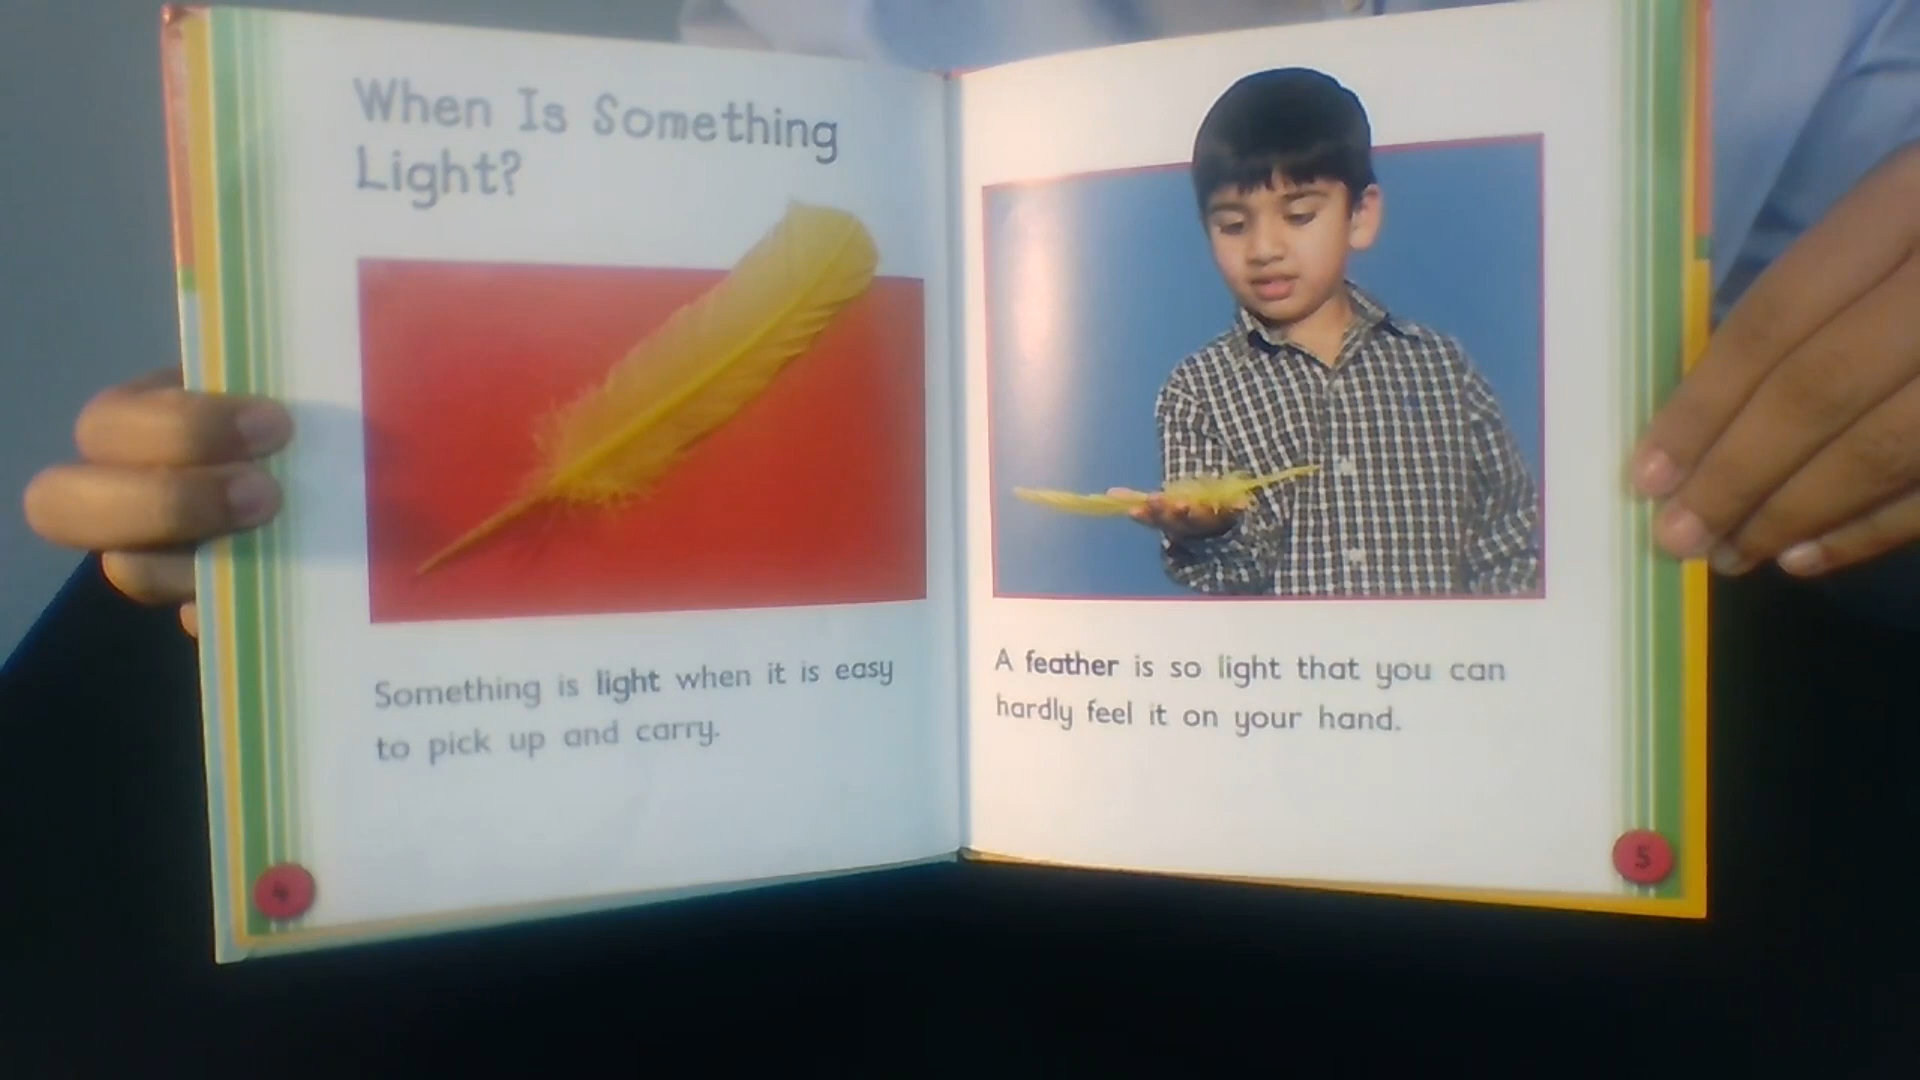 When Is Something
Light?
Something is light when it is easy
to pick up and carry.
4
A feather is so light that you can
hardly feel it on your hand.
5